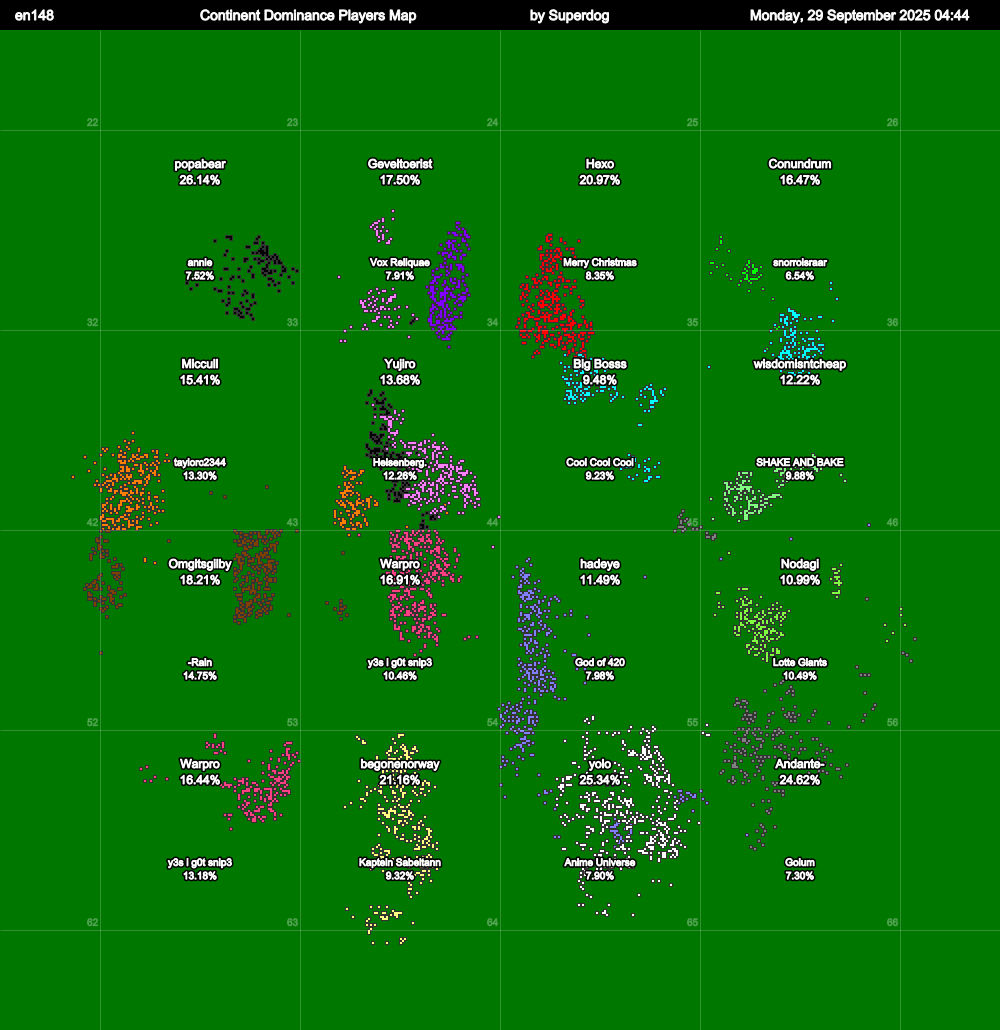 en148 Continent Dominance Players Map by Superdog Monday, 29 September 2025 04:44
22 23 24 25 26
popabear Geveltoerist Hexo Conundrum
26.14% 17.50% 20.97% 16.47%
annie Vox Reliquae Merry Christmas snorroisraar
7.52% 7.91% 8.35% 6.54%
32 33 34 35 36
Miccull Yujiro Big Bosss wisdomisntcheap
15.41% 13.68% 9.48% 12.22%
taylorc2344 Heisenberg. Cool Cool Cool SHAKE AND BAKE
13.30% 12.26% 9.23% 9.88%
42 43 44 45 46
Omgitsgilby Warpro hadeye Nodagi
18.21% 16.91% 11.49% 10.99%
-Rain y3s i g0t snip3 God of 420 Lotte Giants
14.75% 10.46% 7.98% 10.49%
52 53 54 55 56
Warpro begonenorway yolo Andante-
16.44% 21.16% 25.34% 24.62%
y3s i g0t snip3 Kaptein Sabeltann Anime Universe Golum
13.18% 9.32% 7.90% 7.30%
62 63 64 65 66